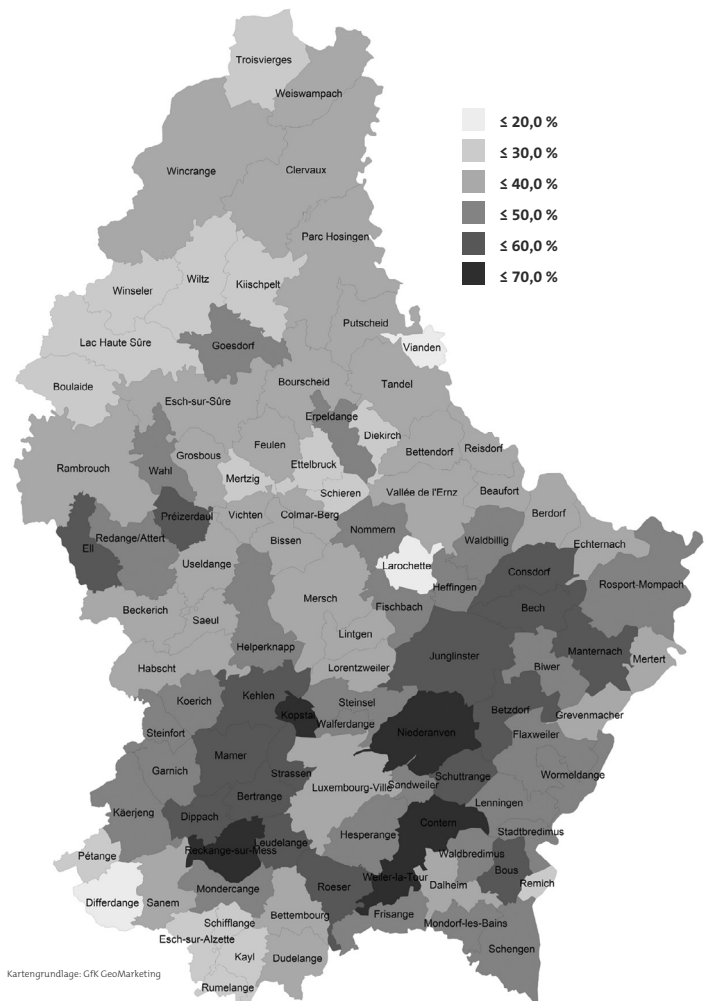 Troisvierges
Weiswampach
≤ 20,0 %
≤ 30,0 %
≤ 40,0 %
≤ 50,0 %
≤ 60,0 %
≤ 70,0 %
Wincrange
Clervaux
Parc Hosingen
Wiltz
Kiischpelt
Winseler
Putscheid
Lac Haute Sûre
Goesdorf
Vianden
Boulaide
Bourscheid
Tandel
Esch-sur-Sûre
Erpeldange
Diekirch
Feulen
Bettendorf
Reisdorf
Grosbous
Ettelbruck
Rambrouch
Wahl
Mertzig
Schieren
Vallée de l'Ernz
Beaufort
Préizerdaul
Vichten
Colmar-Berg
Berdorf
Nommern
Redange/Attert
Bissen
Waldbillig
Echternach
Ell
Useldange
Larochette
Consdorf
Heffingen
Rosport-Mompach
Mersch
Fischbach
Bech
Beckerich
Saeul
Lintgen
Helperknapp
Junglinster
Manternach
Mertert
Habscht
Lorentzweiler
Biwer
Kehlen
Koerich
Steinsel
Betzdorf
Grevenmacher
Kopstal
Walferdange
Steinfort
Niederanven
Flaxweiler
Mamer
Garnich
Strassen
Schuttrange
Wormeldange
Luxembourg-Ville
Sandweiler
Bertrange
Lenningen
Käerjeng
Dippach
Contern
Stadtbredimus
Hesperange
Leudelange
Reckange-sur-Mess
Waldbredimus
Pétange
Bous
Weiler-la-Tour
Remich
Mondercange
Roeser
Dalheim
Differdange
Sanem
Bettembourg
Frisange
Schifflange
Mondorf-les-Bains
Esch-sur-Alzette
Schengen
Kayl
Dudelange
Kartengrundlage: GfK GeoMarketing
Rumelange